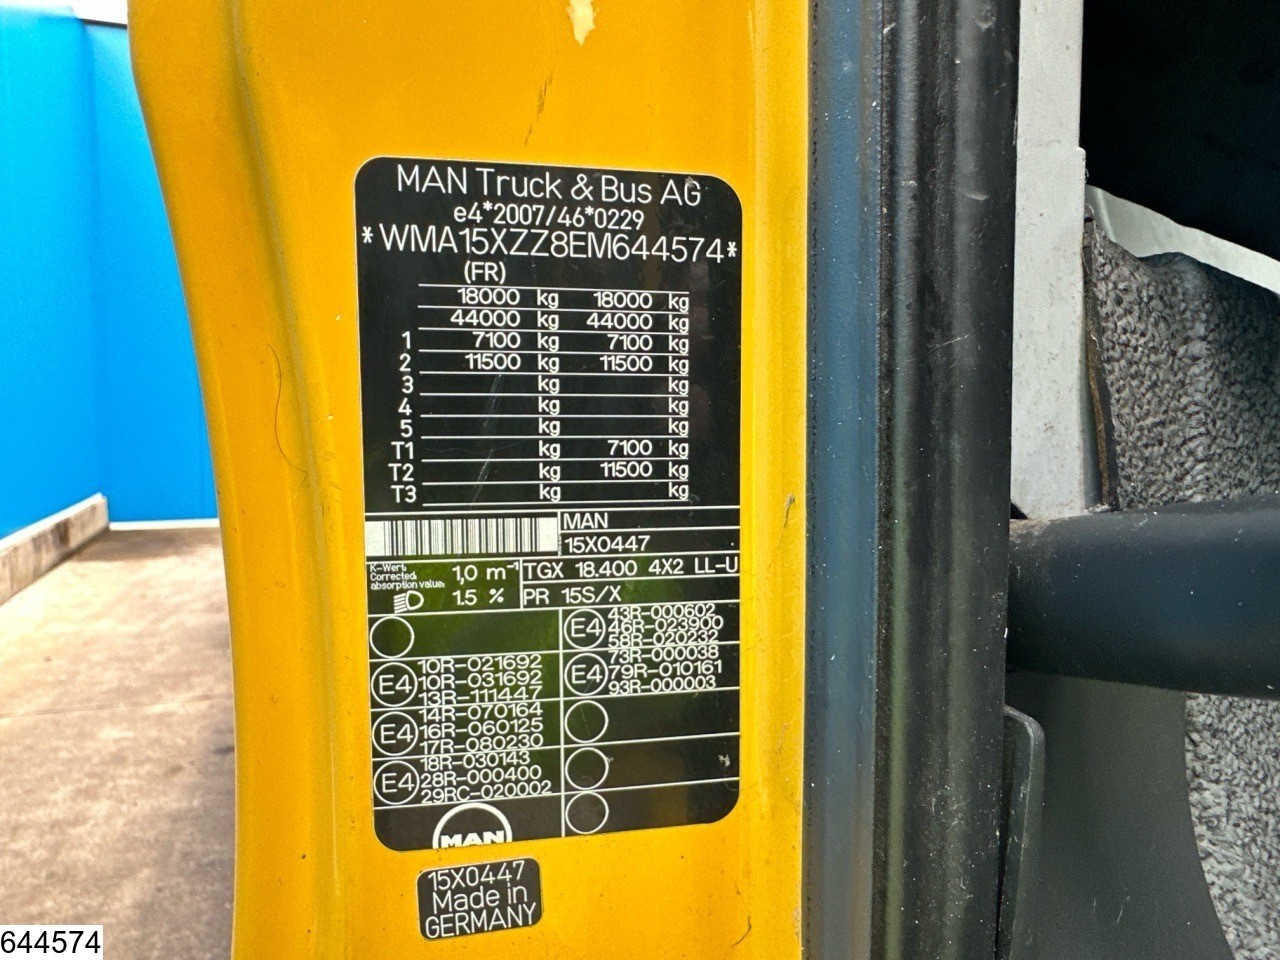 MAN Truck & Bus AG
e4*2007/46*0229
*WMA15XZZ8EM644574*
(FR)
18000 kg 18000 kg
44000 kg 44000 kg
1 7100 kg 7100 kg
2 11500 kg 11500 kg
3 kg kg
4 kg kg
5 kg kg
T1 kg 7100 kg
T2 kg 11500 kg
T3 kg kg
MAN
15X0447
K-Wert: Corrected absorption value: 1,0 m⁻¹
TGX 18.400 4X2 LL-U
1.5 %
PR 15S/X
E4
10R-021692
10R-031692
13R-111447
E4
14R-070164
16R-060125
17R-080230
E4
18R-030143
28R-000400
29RC-020002
E4
43R-000602
46R-023900
58R-020232
E4
73R-000038
79R-010161
93R-000003
MAN
15X0447
Made in
GERMANY
644574